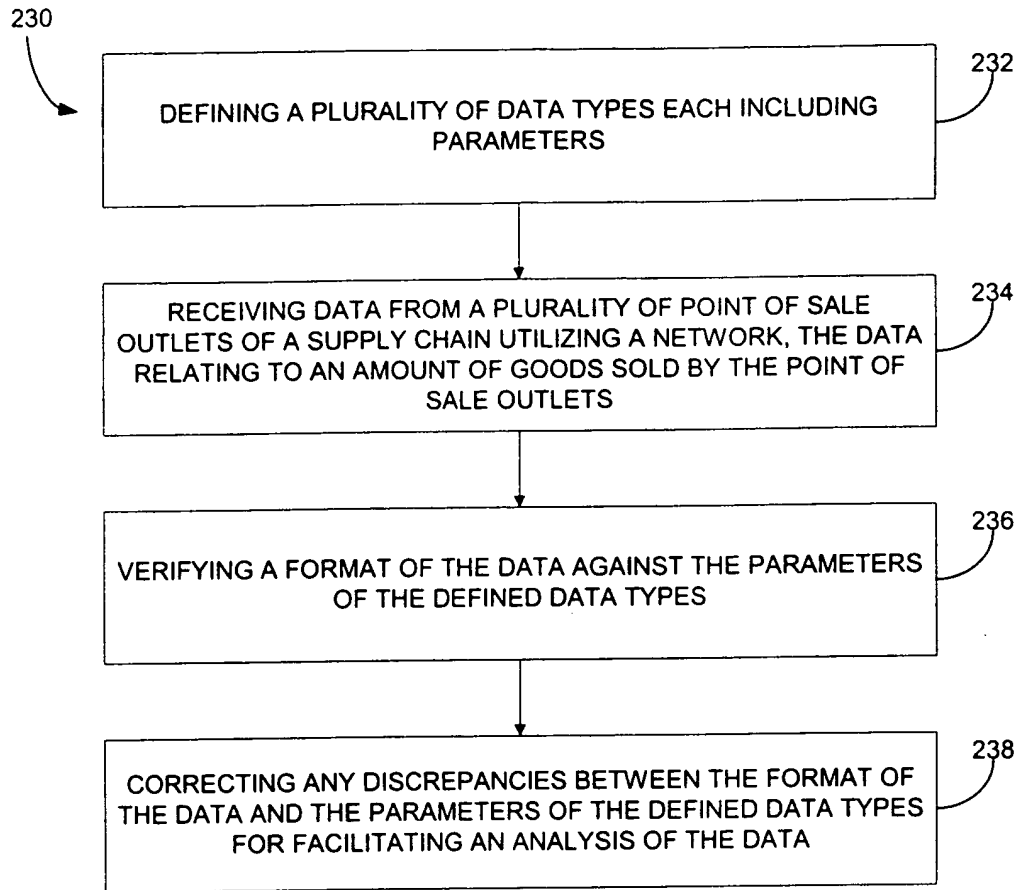 230
232
DEFINING A PLURALITY OF DATA TYPES EACH INCLUDING
PARAMETERS
234
RECEIVING DATA FROM A PLURALITY OF POINT OF SALE
OUTLETS OF A SUPPLY CHAIN UTILIZING A NETWORK, THE DATA
RELATING TO AN AMOUNT OF GOODS SOLD BY THE POINT OF
SALE OUTLETS
236
VERIFYING A FORMAT OF THE DATA AGAINST THE PARAMETERS
OF THE DEFINED DATA TYPES
238
CORRECTING ANY DISCREPANCIES BETWEEN THE FORMAT OF
THE DATA AND THE PARAMETERS OF THE DEFINED DATA TYPES
FOR FACILITATING AN ANALYSIS OF THE DATA